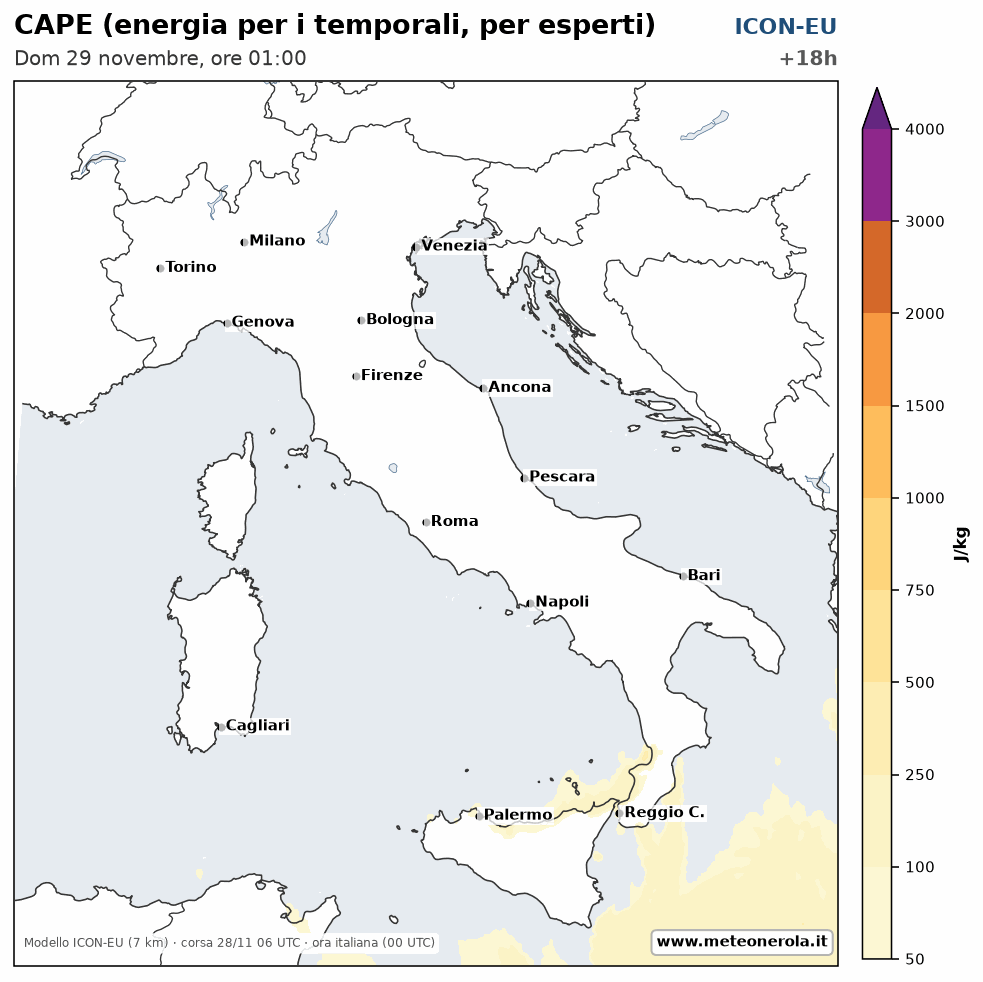 CAPE (energia per i temporali, per esperti)
ICON-EU
Dom 29 novembre, ore 01:00
+18h
Milano
Venezia
Torino
Genova
Bologna
Firenze
Ancona
Pescara
Roma
Bari
Napoli
Cagliari
Palermo
Reggio C.
4000
3000
2000
1500
1000
750
500
250
100
50
J/kg
Modello ICON-EU (7 km) · corsa 28/11 06 UTC · ora italiana (00 UTC)
www.meteonerola.it